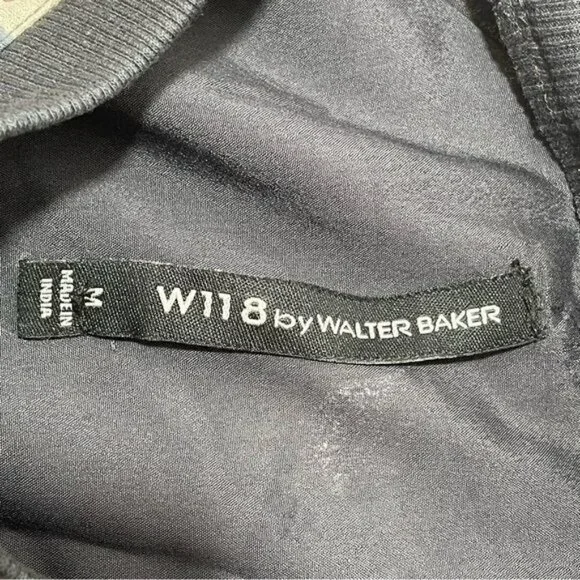 W118 by WALTER BAKER
M
MADE IN
INDIA